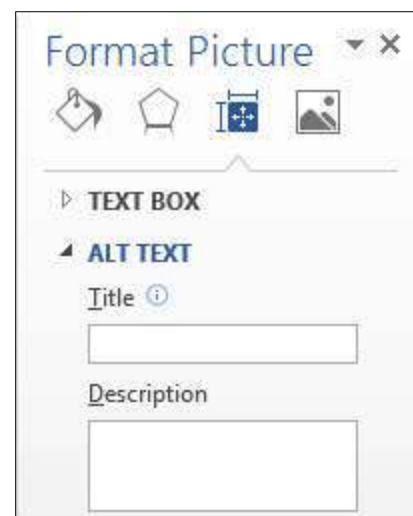 Format Picture
TEXT BOX
ALT TEXT
Title
Description